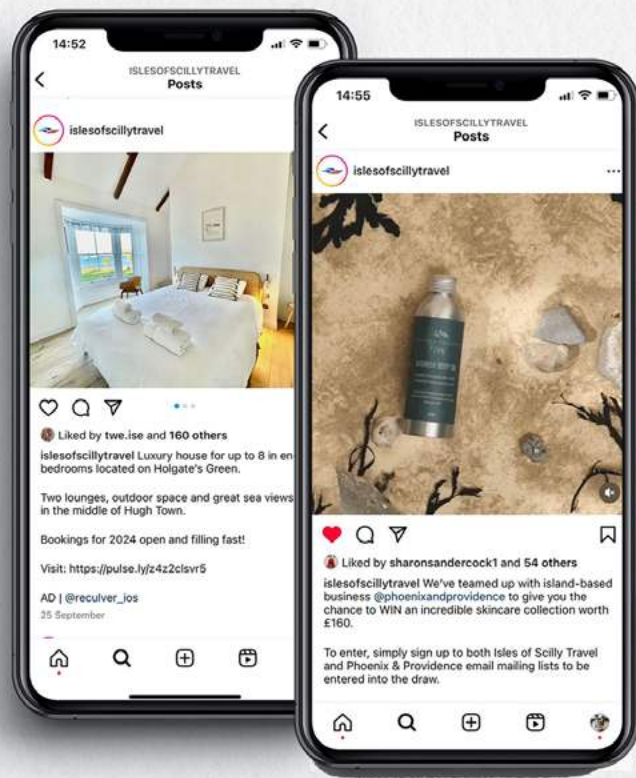 14:52
ISLESOFSCILLYTRAVEL
Posts
islesofscillytravel
Liked by twe.ise and 160 others
islesofscillytravel Luxury house for up to 8 in en
bedrooms located on Holgate's Green.
Two lounges, outdoor space and great sea views
in the middle of Hugh Town.
Bookings for 2024 open and filling fast!
Visit: https://pulse.ly/z4z2clsvr5
AD | @reculver_ios
25 September
14:55
ISLESOFSCILLYTRAVEL
Posts
islesofscillytravel
Liked by sharonsandercock1 and 54 others
islesofscillytravel We've teamed up with island-based
business @phoenixandprovidence to give you the
chance to WIN an incredible skincare collection worth
£160.
To enter, simply sign up to both Isles of Scilly Travel
and Phoenix & Providence email mailing lists to be
entered into the draw.